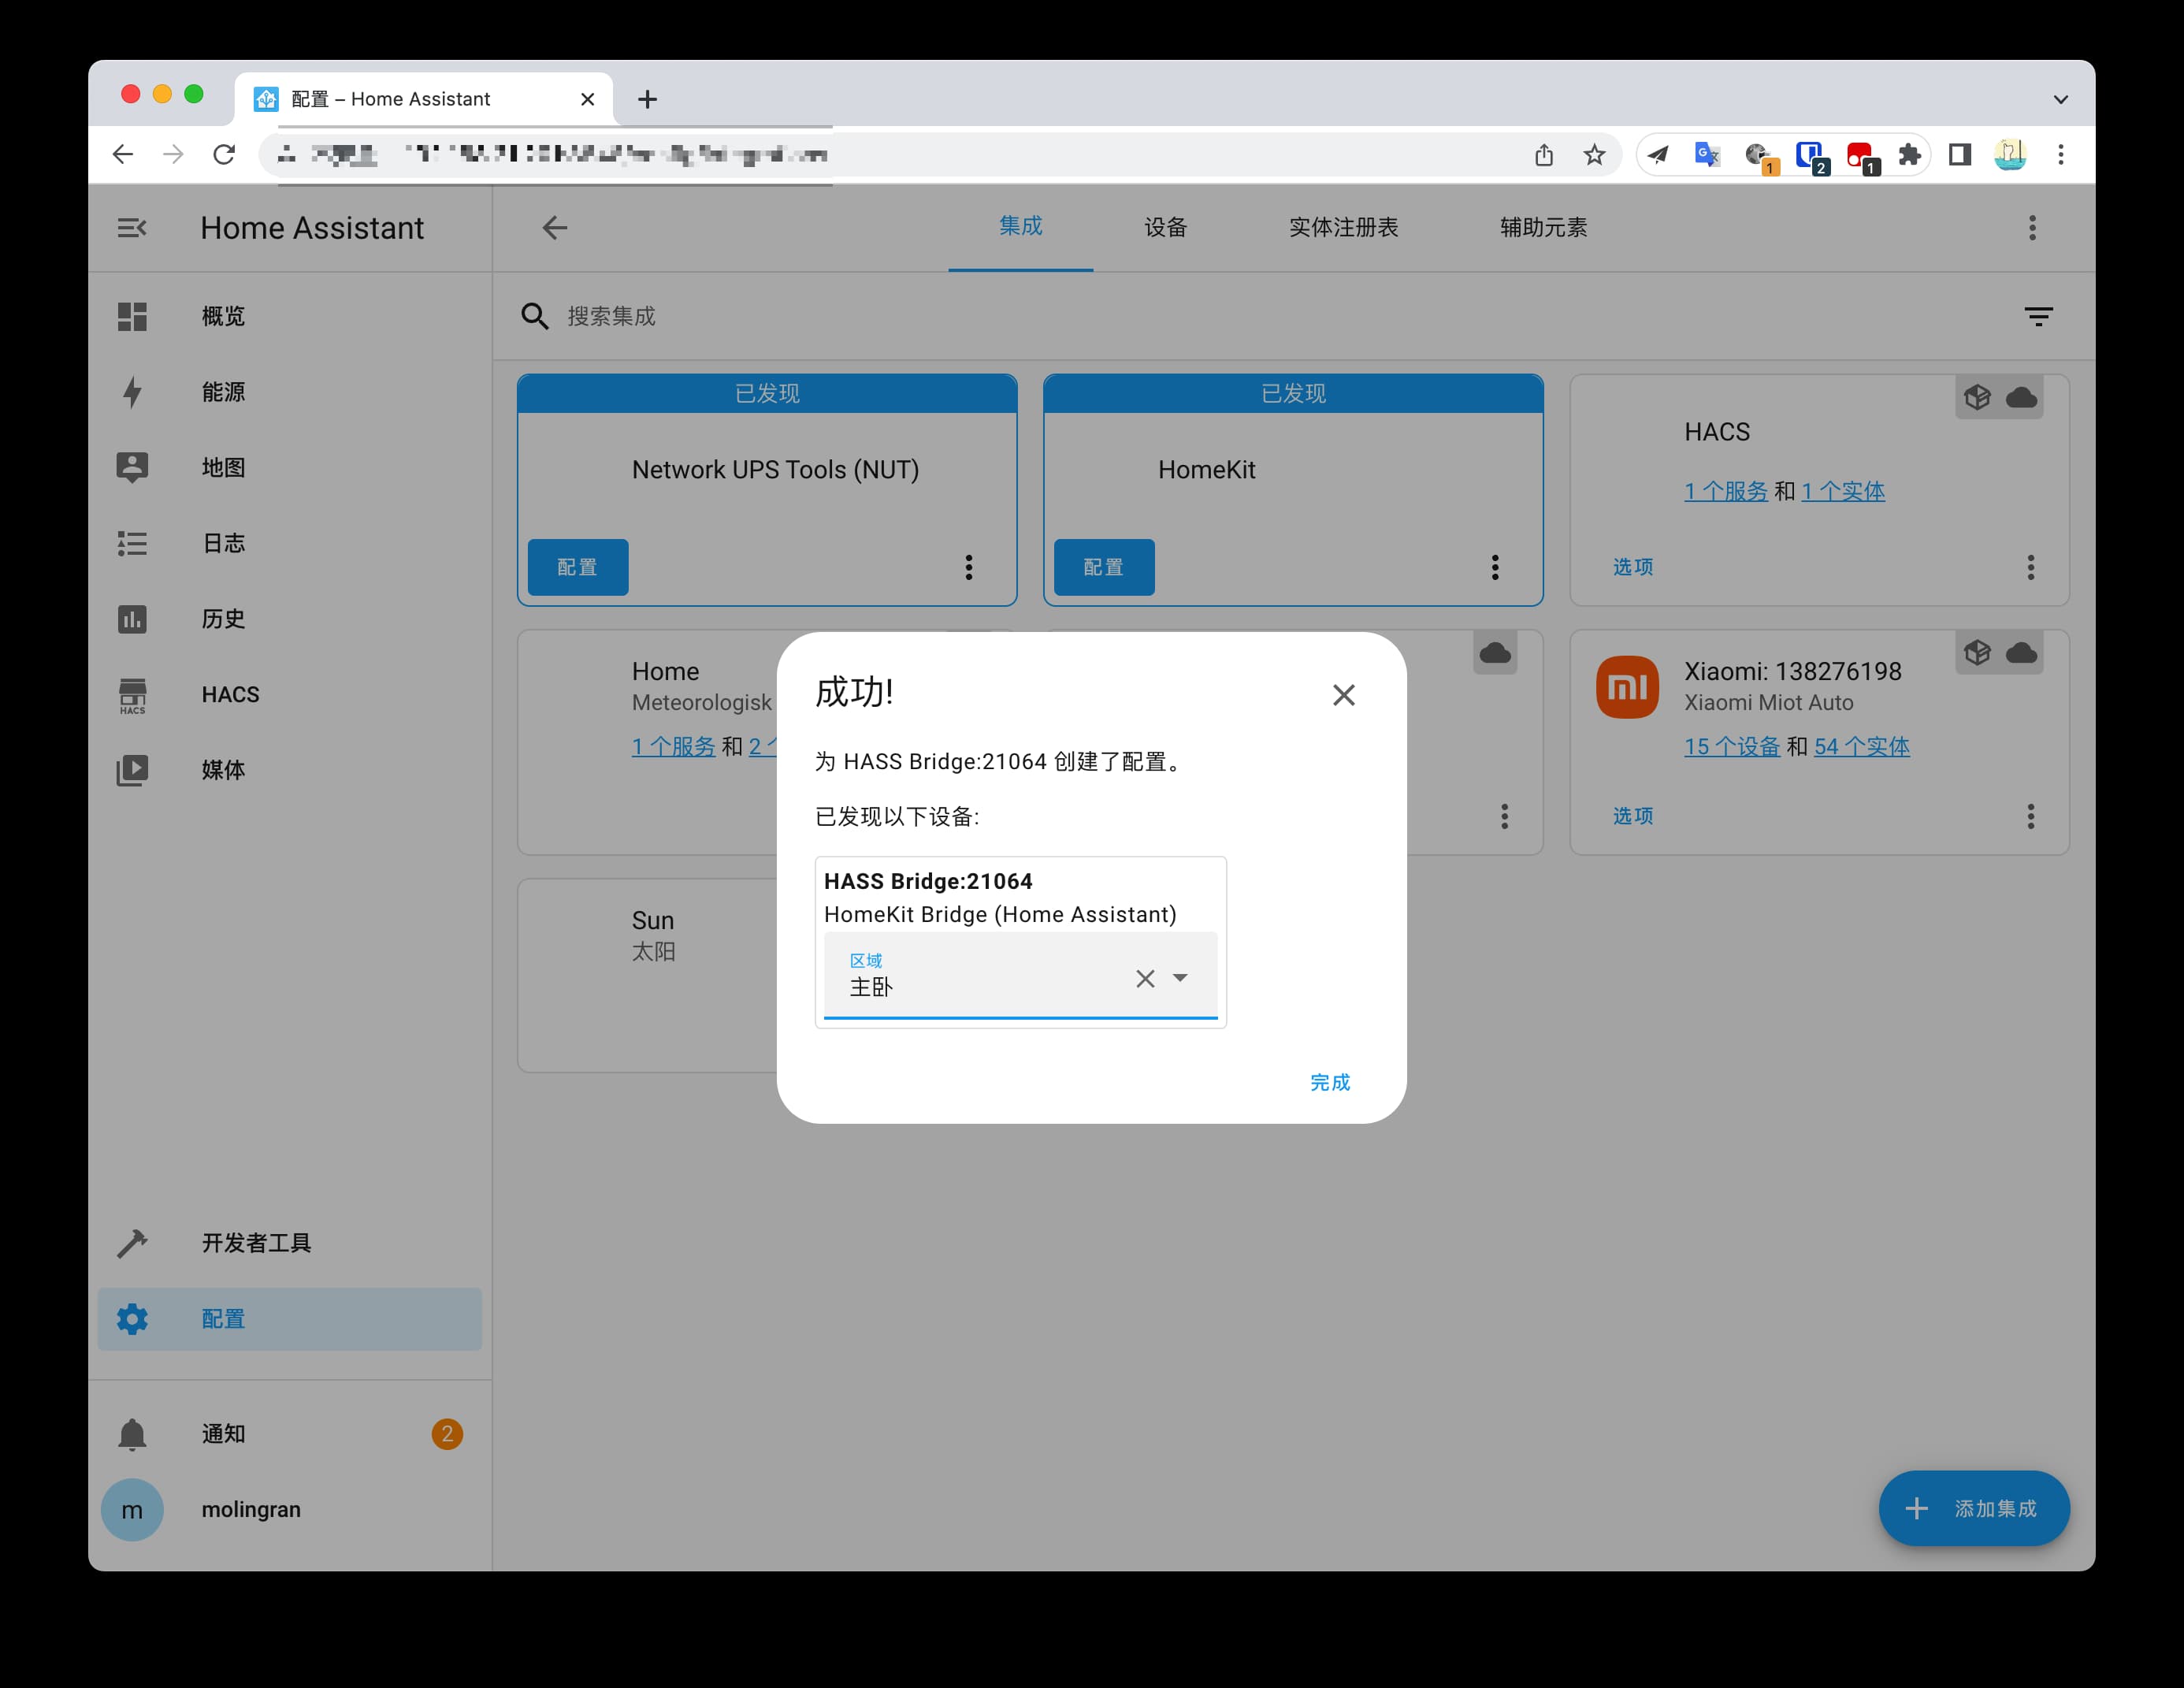 配置 – Home Assistant
1
2
1
Home Assistant
集成
设备
实体注册表
辅助元素
概览
能源
地图
日志
历史
HACS
HACS
媒体
开发者工具
配置
通知
2
m
molingran
搜索集成
已发现
Network UPS Tools (NUT)
配置
已发现
HomeKit
配置
HACS
1 个服务 和 1 个实体
选项
Home
Meteorologisk
1 个服务 和 2
Xiaomi: 138276198
Xiaomi Miot Auto
15 个设备 和 54 个实体
选项
Sun
太阳
成功!
为 HASS Bridge:21064 创建了配置。
已发现以下设备:
HASS Bridge:21064
HomeKit Bridge (Home Assistant)
区域
主卧
完成
添加集成